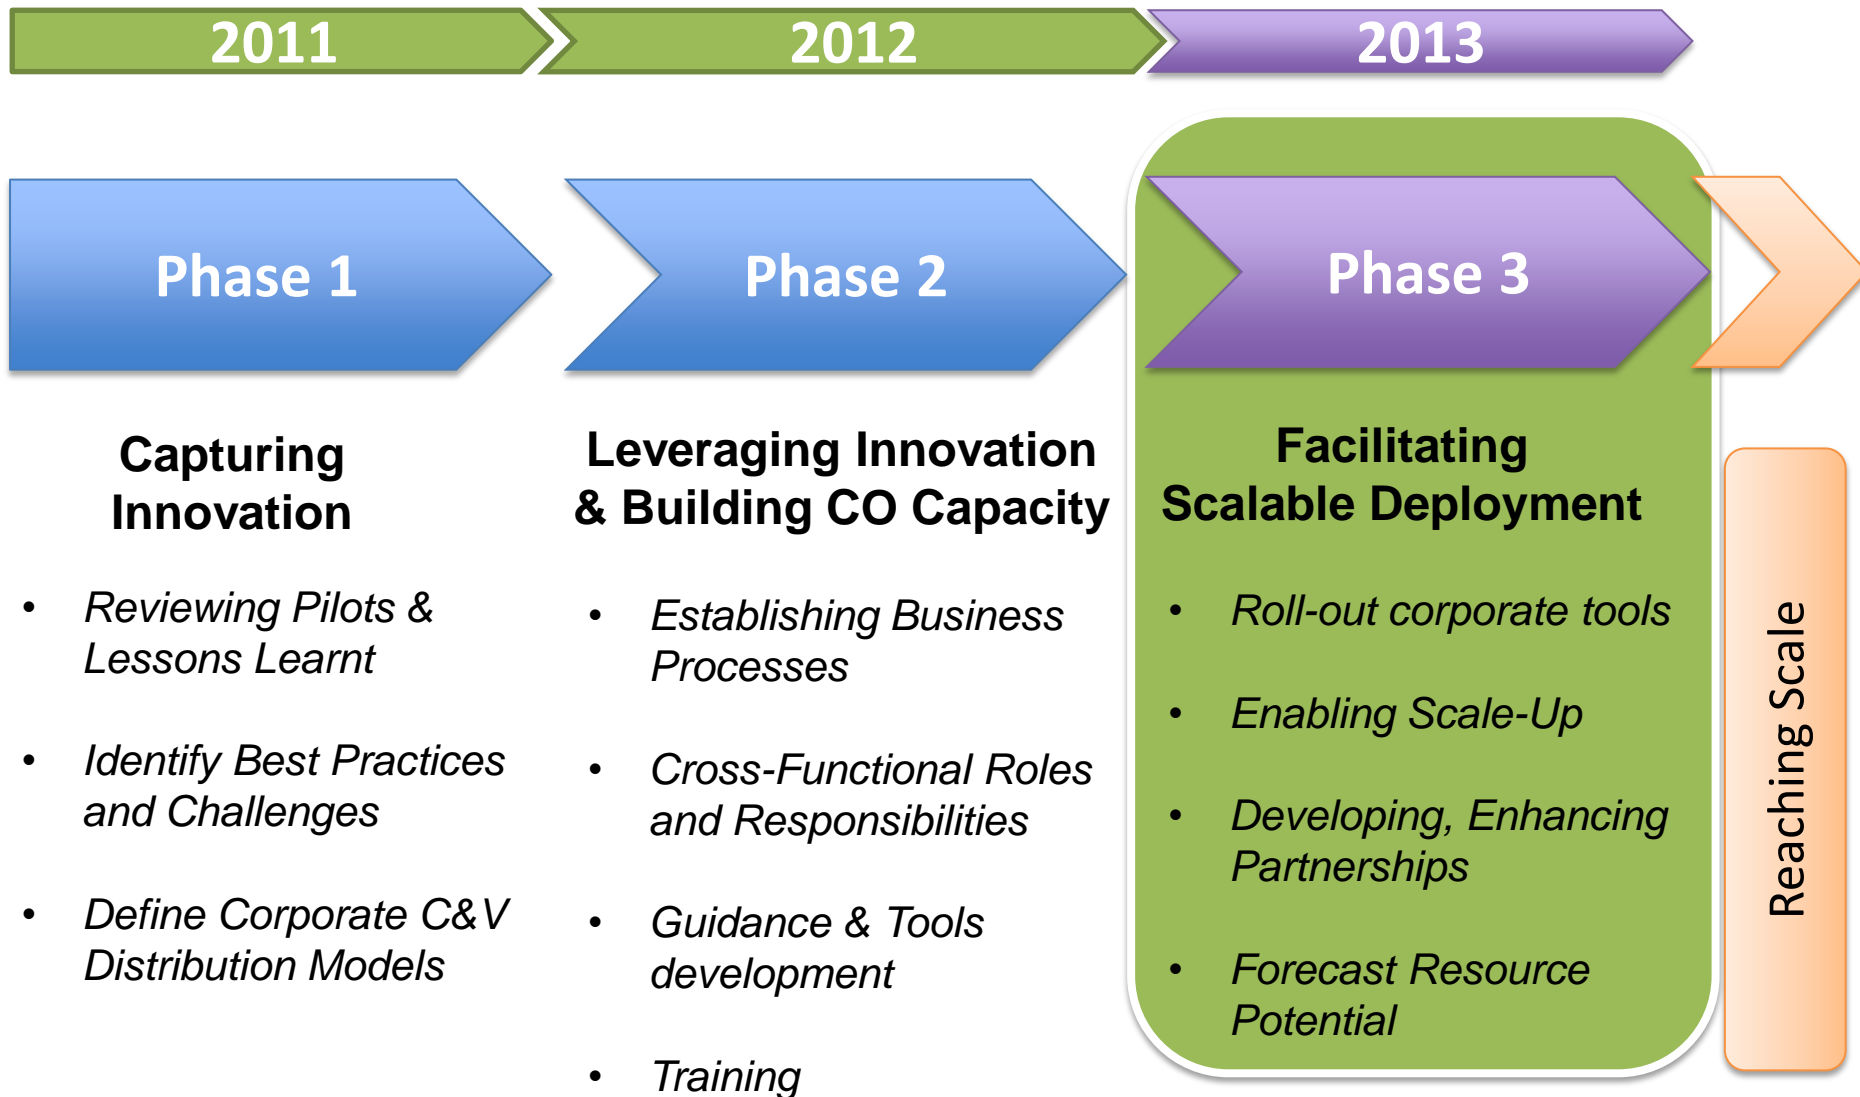 2011
2012
2013
Phase 1
Phase 2
Phase 3
Capturing
Innovation
• Reviewing Pilots &
Lessons Learnt
• Identify Best Practices
and Challenges
• Define Corporate C&V
Distribution Models
Leveraging Innovation
& Building CO Capacity
• Establishing Business
Processes
• Cross-Functional Roles
and Responsibilities
• Guidance & Tools
development
• Training
Facilitating
Scalable Deployment
• Roll-out corporate tools
• Enabling Scale-Up
• Developing, Enhancing
Partnerships
• Forecast Resource
Potential
Reaching Scale